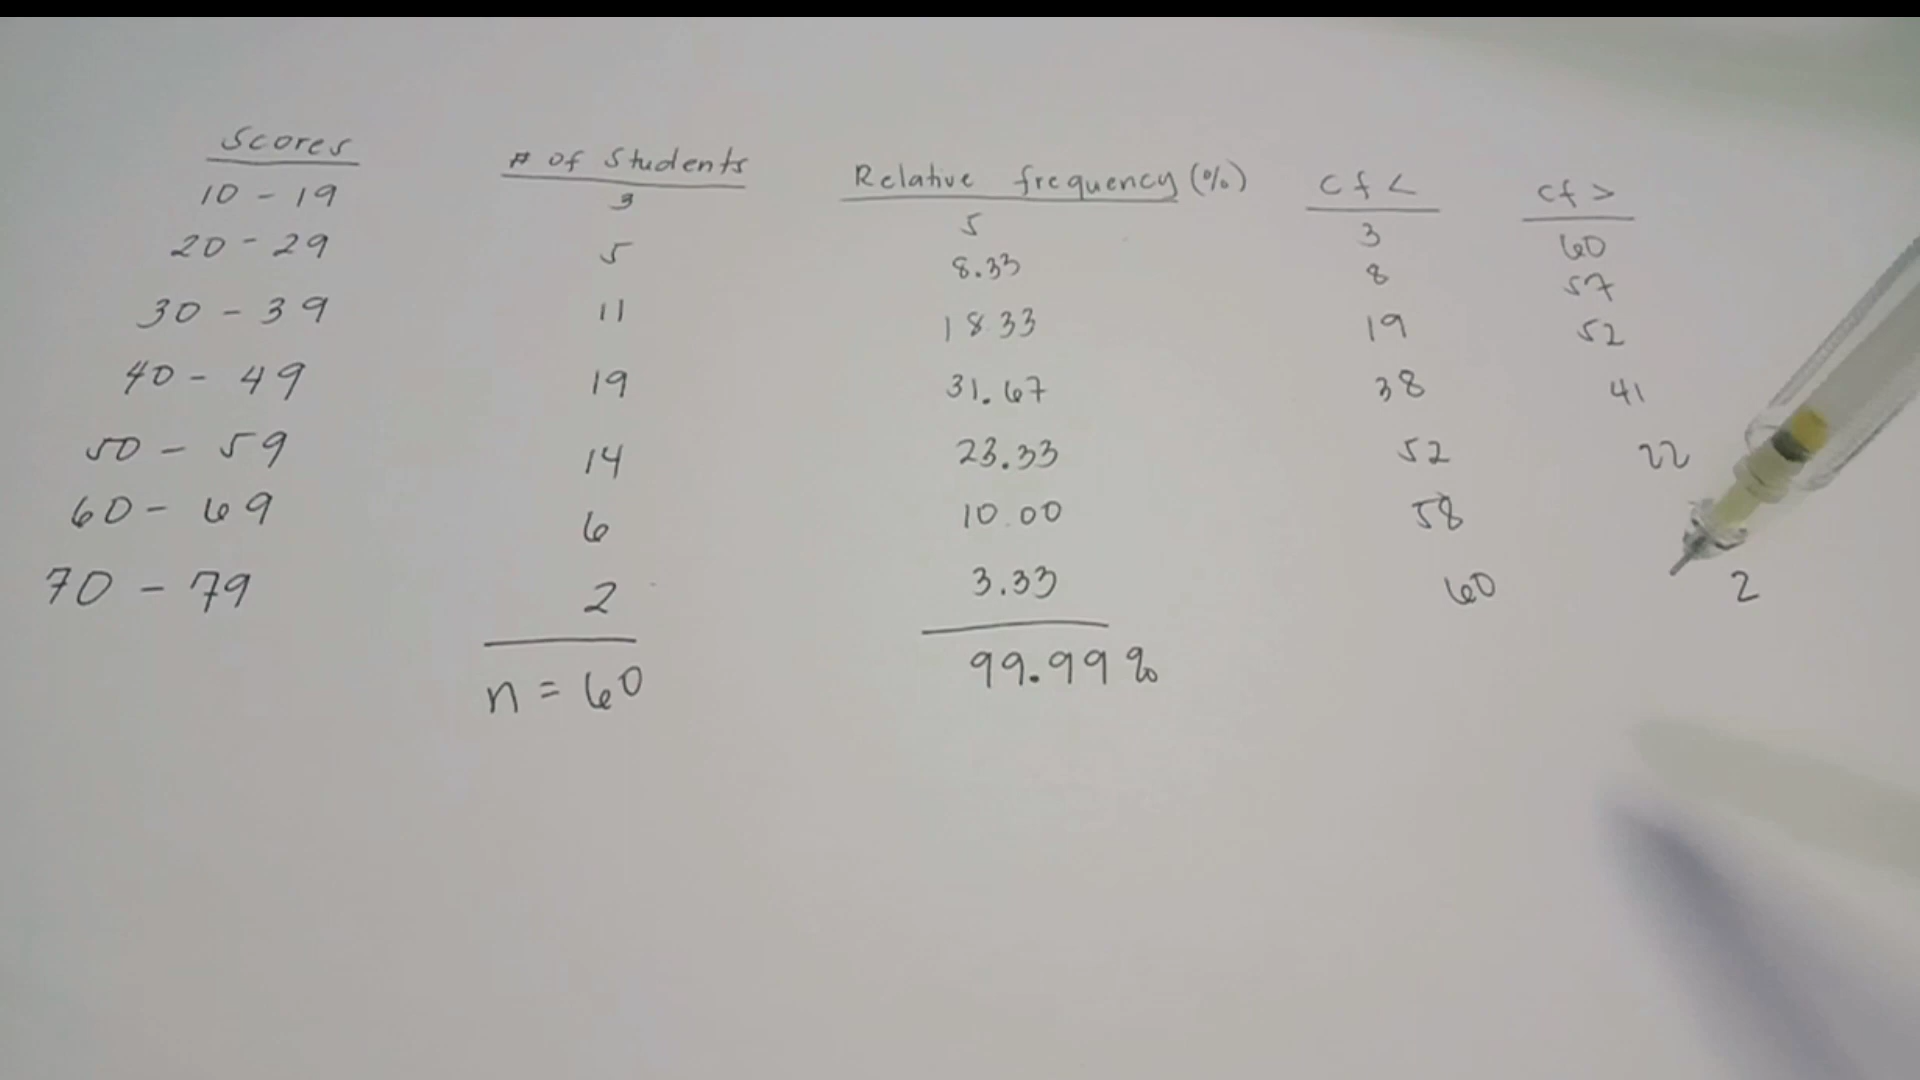 Scores # of Students Relative frequency (%) cf < cf >
10 - 19 3 5 3 60
20 - 29 5 8.33 8 57
30 - 39 11 18.33 19 52
40 - 49 19 31.67 38 41
50 - 59 14 23.33 52 22
60 - 69 6 10.00 58
70 - 79 2 3.33 60 2
n = 60 99.99%